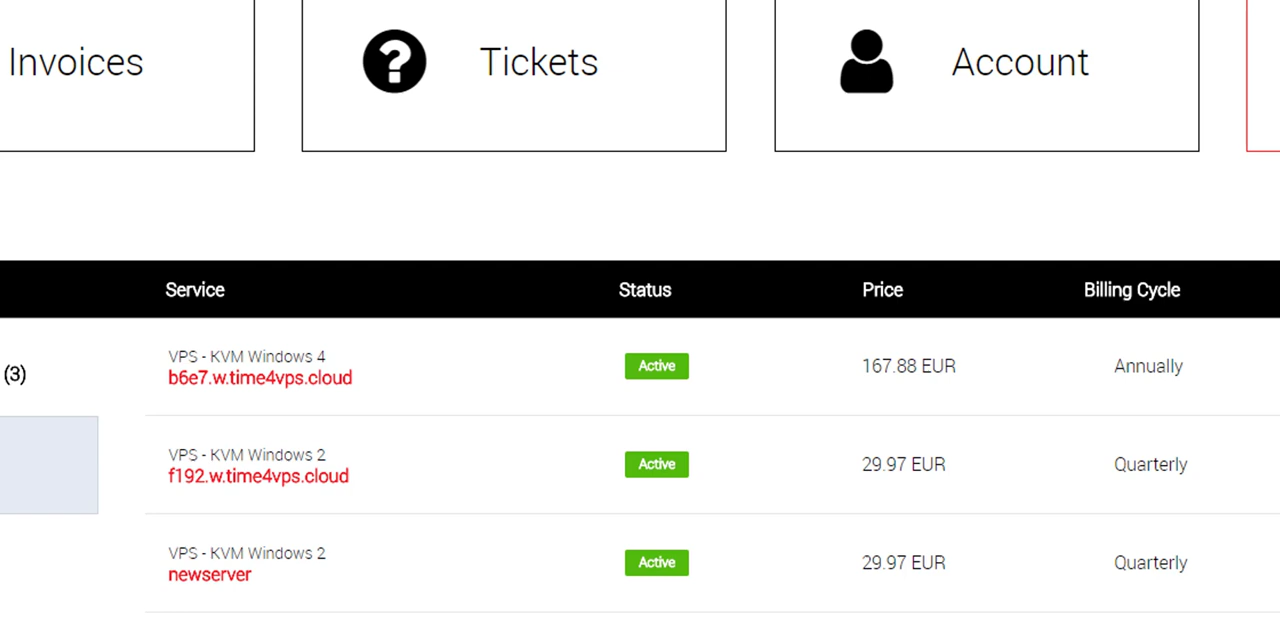 Invoices
Tickets
Account
Service Status Price Billing Cycle
(3)
VPS - KVM Windows 4
b6e7.w.time4vps.cloud
Active
167.88 EUR
Annually
VPS - KVM Windows 2
f192.w.time4vps.cloud
Active
29.97 EUR
Quarterly
VPS - KVM Windows 2
newserver
Active
29.97 EUR
Quarterly